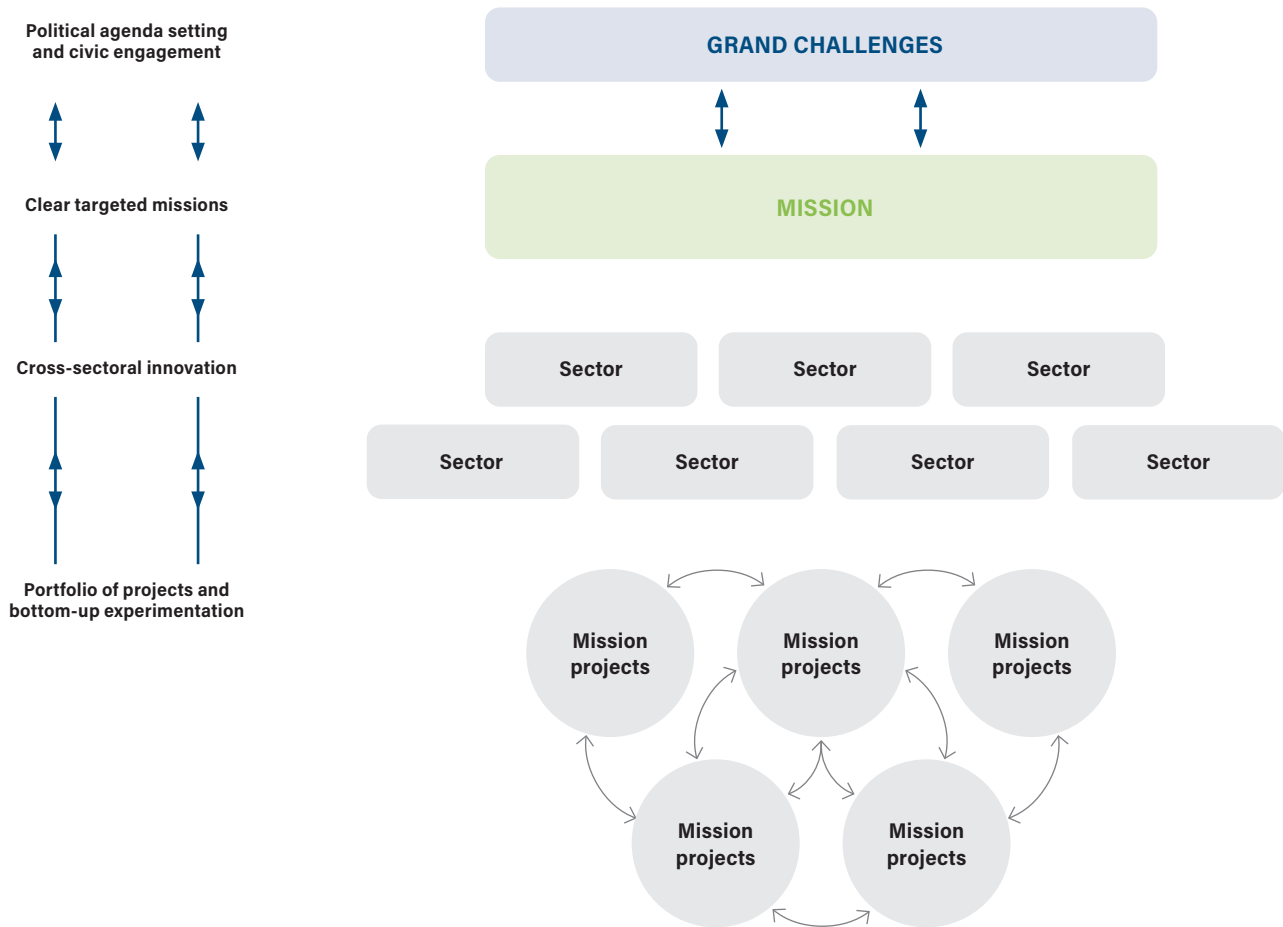 Political agenda setting
and civic engagement
GRAND CHALLENGES
Clear targeted missions
MISSION
Cross-sectoral innovation
Sector
Sector
Sector
Sector
Sector
Sector
Sector
Portfolio of projects and
bottom-up experimentation
Mission
projects
Mission
projects
Mission
projects
Mission
projects
Mission
projects